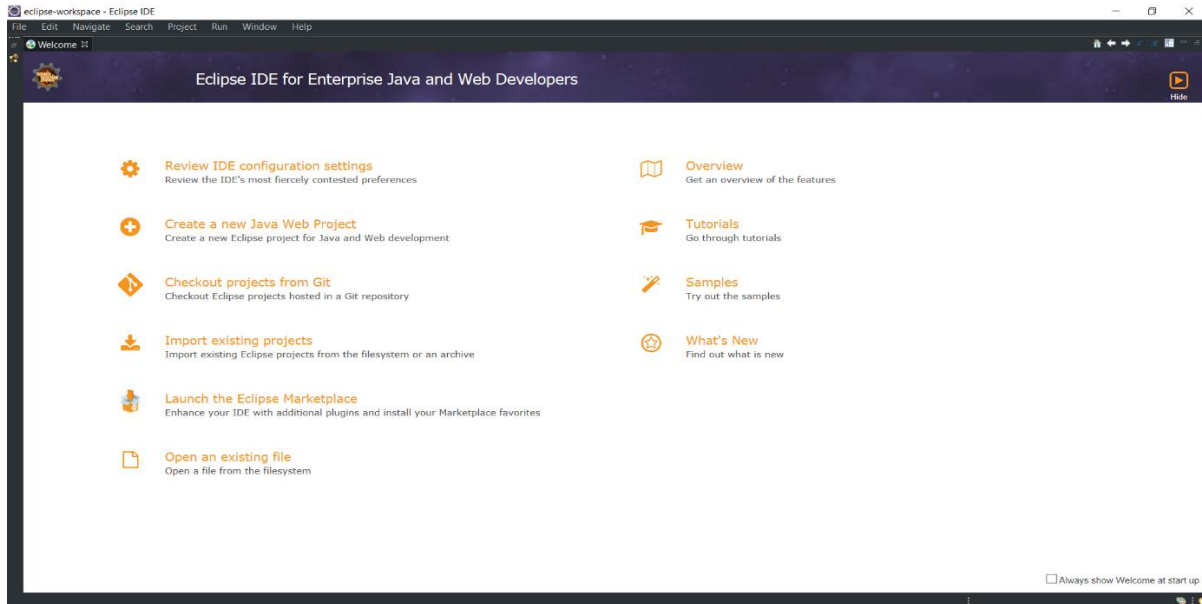 eclipse-workspace - Eclipse IDE
File Edit Navigate Search Project Run Window Help
Welcome
Eclipse IDE for Enterprise Java and Web Developers
Hide
Review IDE configuration settings
Review the IDE's most fiercely contested preferences
Create a new Java Web Project
Create a new Eclipse project for Java and Web development
Checkout projects from Git
Checkout Eclipse projects hosted in a Git repository
Import existing projects
Import existing Eclipse projects from the filesystem or an archive
Launch the Eclipse Marketplace
Enhance your IDE with additional plugins and install your Marketplace favorites
Open an existing file
Open a file from the filesystem
Overview
Get an overview of the features
Tutorials
Go through tutorials
Samples
Try out the samples
What's New
Find out what is new
Always show Welcome at start up